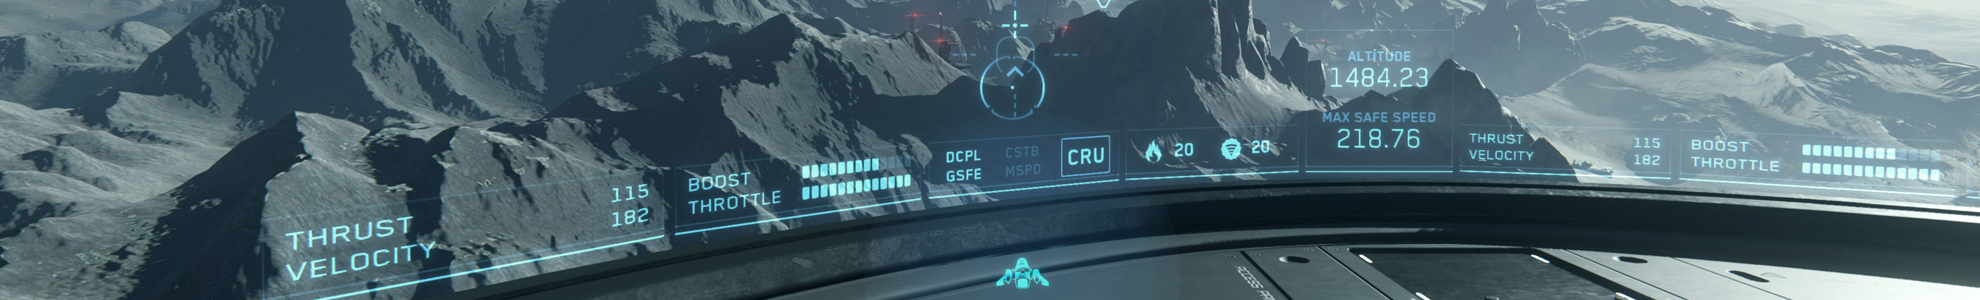 THRUST 115
VELOCITY 182
BOOST
THROTTLE
DCPL CSTB
GSFE MSPD
CRU
20 20
ALTITUDE
1484.23
MAX SAFE SPEED
218.76
THRUST 115
VELOCITY 182
BOOST
THROTTLE
ACCESS